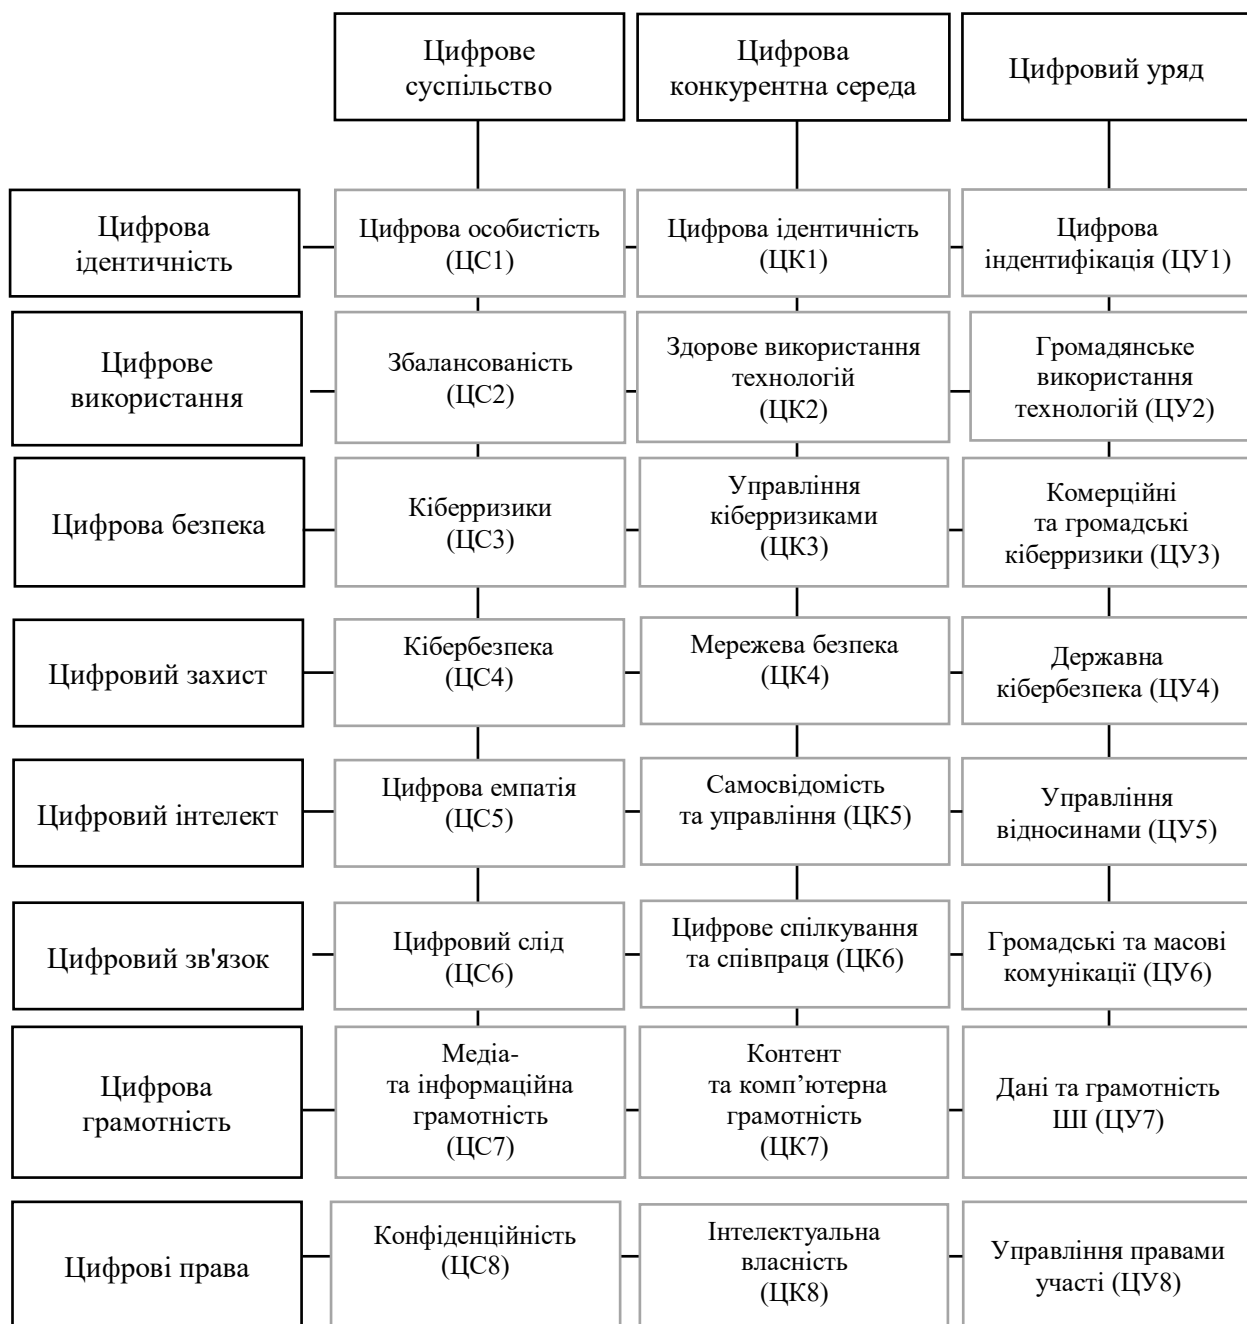 Цифрове
суспільство
Цифрова
конкурентна середа
Цифровий уряд
Цифрова
ідентичність
Цифрова особистість
(ЦС1)
Цифрова ідентичність
(ЦК1)
Цифрова
індентифікація (ЦУ1)
Цифрове
використання
Збалансованість
(ЦС2)
Здорове використання
технологій
(ЦК2)
Громадянське
використання
технологій (ЦУ2)
Цифрова безпека
Кіберризики
(ЦС3)
Управління
кіберризиками
(ЦК3)
Комерційні
та громадські
кіберризики (ЦУ3)
Цифровий захист
Кібербезпека
(ЦС4)
Мережева безпека
(ЦК4)
Державна
кібербезпека (ЦУ4)
Цифровий інтелект
Цифрова емпатія
(ЦС5)
Самосвідомість
та управління (ЦК5)
Управління
відносинами (ЦУ5)
Цифровий зв'язок
Цифровий слід
(ЦС6)
Цифрове спілкування
та співпраця (ЦК6)
Громадські та масові
комунікації (ЦУ6)
Цифрова
грамотність
Медіа-
та інформаційна
грамотність
(ЦС7)
Контент
та комп’ютерна
грамотність
(ЦК7)
Дані та грамотність
ШІ (ЦУ7)
Цифрові права
Конфіденційність
(ЦС8)
Інтелектуальна
власність
(ЦК8)
Управління правами
участі (ЦУ8)